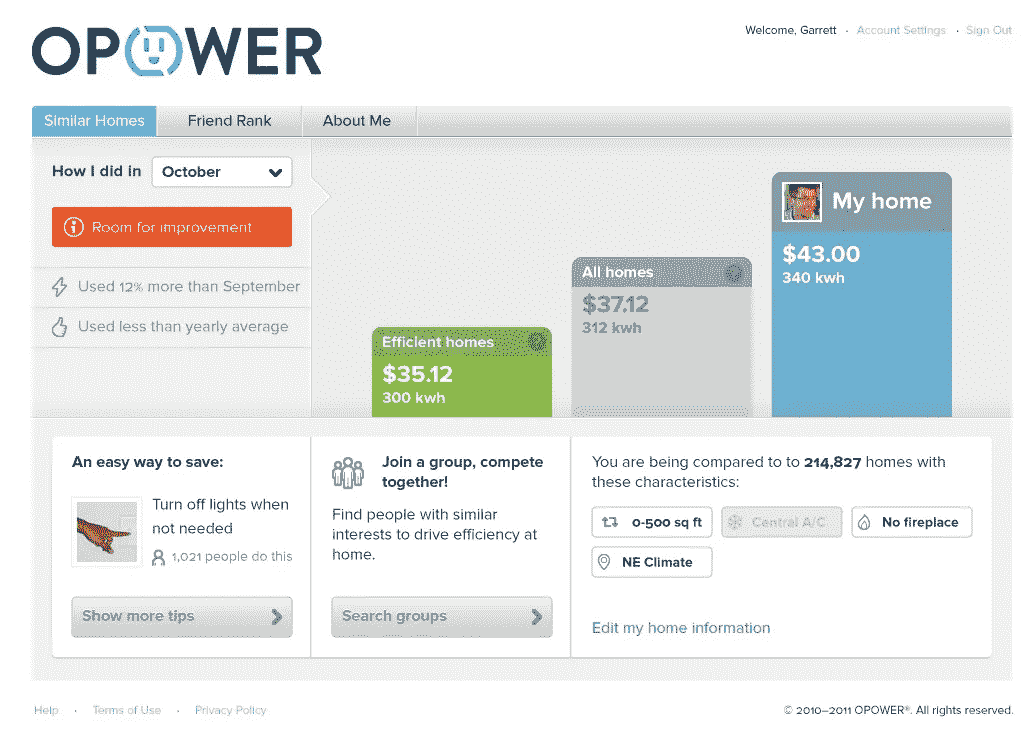 OPOWER
Welcome, Garrett · Account Settings · Sign Out
Similar Homes
Friend Rank
About Me
How I did in
October
Room for improvement
Used 12% more than September
Used less than yearly average
Efficient homes
$35.12
300 kwh
All homes
$37.12
312 kwh
My home
$43.00
340 kwh
An easy way to save:
Turn off lights when
not needed
1,021 people do this
Show more tips
Join a group, compete
together!
Find people with similar
interests to drive efficiency at
home.
Search groups
You are being compared to to 214,827 homes with
these characteristics:
0-500 sq ft
Central A/C
No fireplace
NE Climate
Edit my home information
Help · Terms of Use · Privacy Policy
© 2010–2011 OPOWER®. All rights reserved.